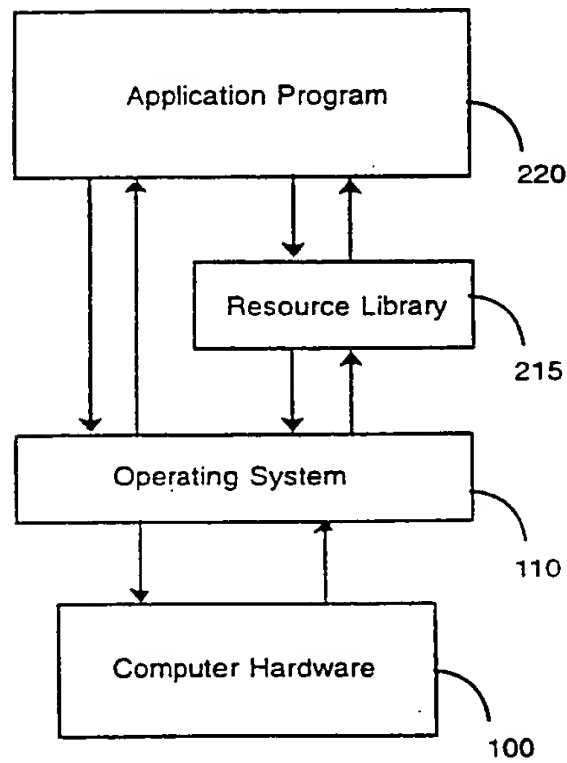 Application Program
220
Resource Library
215
Operating System
110
Computer Hardware
100